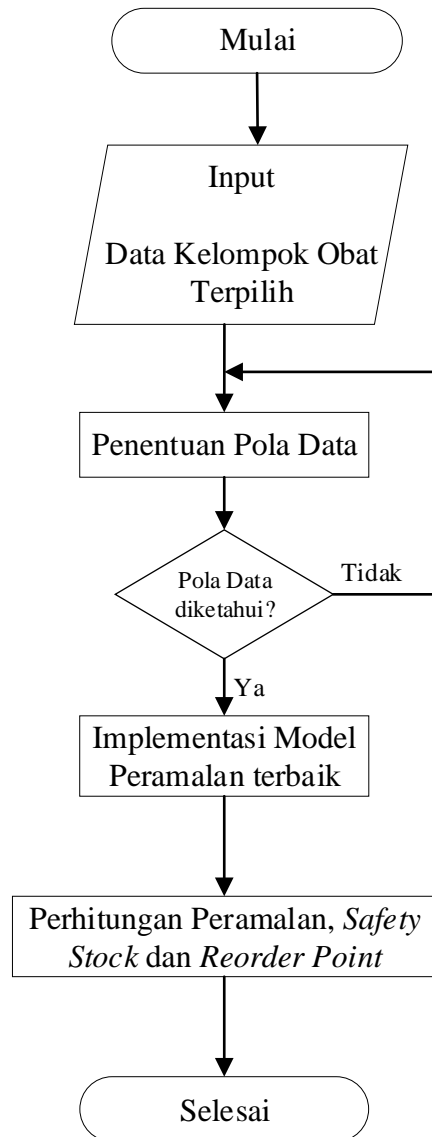 Mulai
Input
Data Kelompok Obat
Terpilih
Penentuan Pola Data
Pola Data
diketahui?
Tidak
Ya
Implementasi Model
Peramalan terbaik
Perhitungan Peramalan, Safety
Stock dan Reorder Point
Selesai